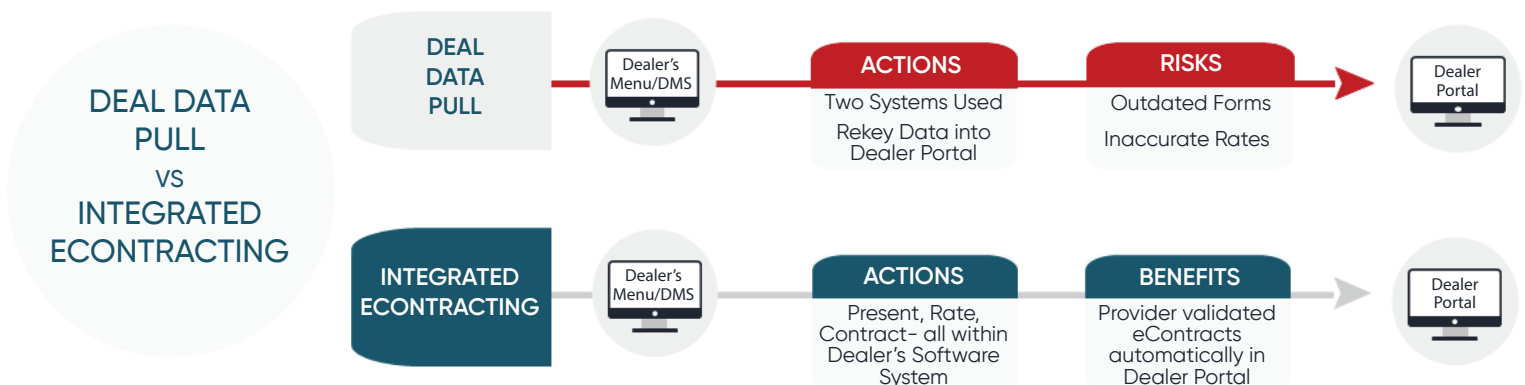 DEAL DATA
PULL
VS
INTEGRATED
ECONTRACTING
DEAL
DATA
PULL
Dealer's
Menu/DMS
ACTIONS
Two Systems Used
Rekey Data into
Dealer Portal
RISKS
Outdated Forms
Inaccurate Rates
Dealer
Portal
INTEGRATED
ECONTRACTING
Dealer's
Menu/DMS
ACTIONS
Present, Rate,
Contract- all within
Dealer's Software
System
BENEFITS
Provider validated
eContracts
automatically in
Dealer Portal
Dealer
Portal